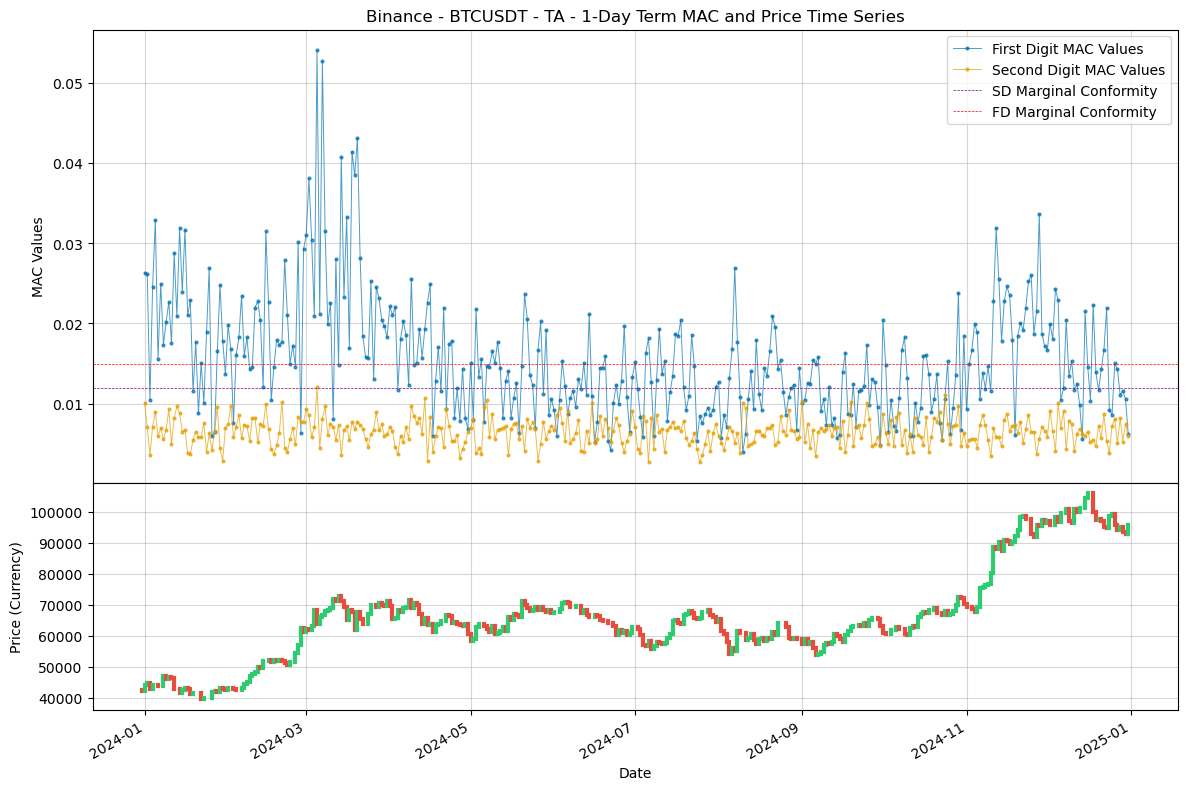 Binance - BTCUSDT - TA - 1-Day Term MAC and Price Time Series
First Digit MAC Values
Second Digit MAC Values
SD Marginal Conformity
FD Marginal Conformity
MAC Values
0.05
0.04
0.03
0.02
0.01
Price (Currency)
100000
90000
80000
70000
60000
50000
40000
2024-01
2024-03
2024-05
2024-07
2024-09
2024-11
2025-01
Date